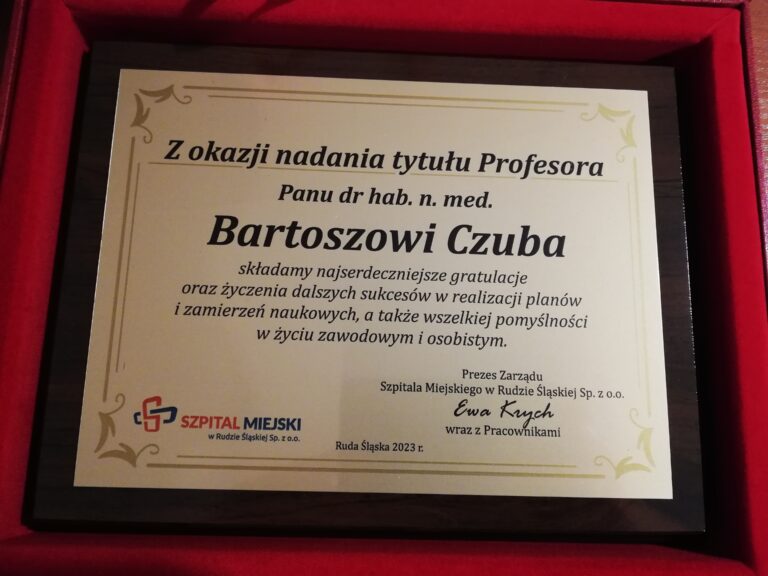 Z okazji nadania tytułu Profesora
Panu dr hab. n. med.
Bartoszowi Czuba
składamy najserdeczniejsze gratulacje
oraz życzenia dalszych sukcesów w realizacji planów
i zamierzeń naukowych, a także wszelkiej pomyślności
w życiu zawodowym i osobistym.
Prezes Zarządu
Szpitala Miejskiego w Rudzie Śląskiej Sp. z o.o.
Ewa Krych
wraz z Pracownikami
SZPITAL MIEJSKI
w Rudzie Śląskiej Sp. z o.o.
Ruda Śląska 2023 r.